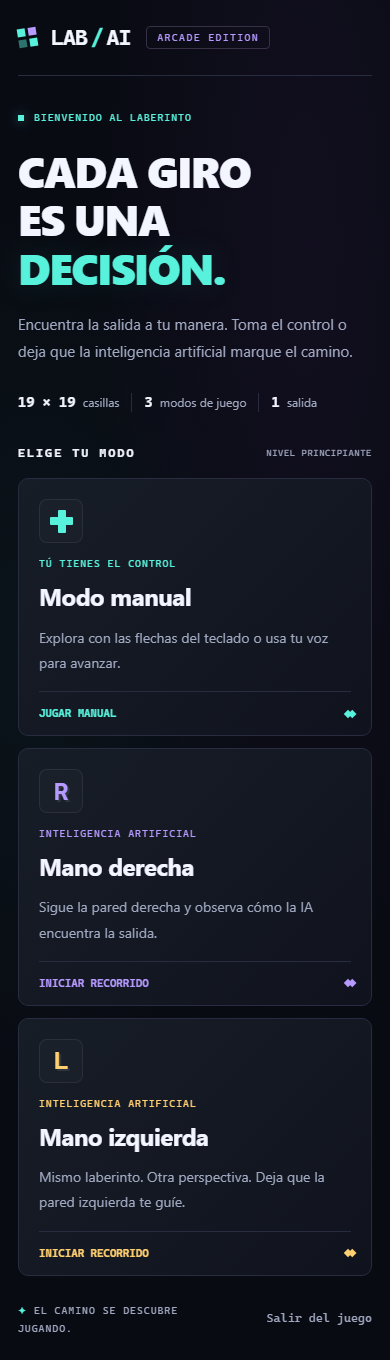 LAB/AI ARCADE EDITION
BIENVENIDO AL LABERINTO
CADA GIRO
ES UNA
DECISIÓN.
Encuentra la salida a tu manera. Toma el control o
deja que la inteligencia artificial marque el camino.
19 × 19 casillas 3 modos de juego 1 salida
ELIGE TU MODO NIVEL PRINCIPIANTE
TÚ TIENES EL CONTROL
Modo manual
Explora con las flechas del teclado o usa tu voz
para avanzar.
JUGAR MANUAL
R
INTELIGENCIA ARTIFICIAL
Mano derecha
Sigue la pared derecha y observa cómo la IA
encuentra la salida.
INICIAR RECORRIDO
L
INTELIGENCIA ARTIFICIAL
Mano izquierda
Mismo laberinto. Otra perspectiva. Deja que la
pared izquierda te guíe.
INICIAR RECORRIDO
EL CAMINO SE DESCUBRE
JUGANDO.
Salir del juego